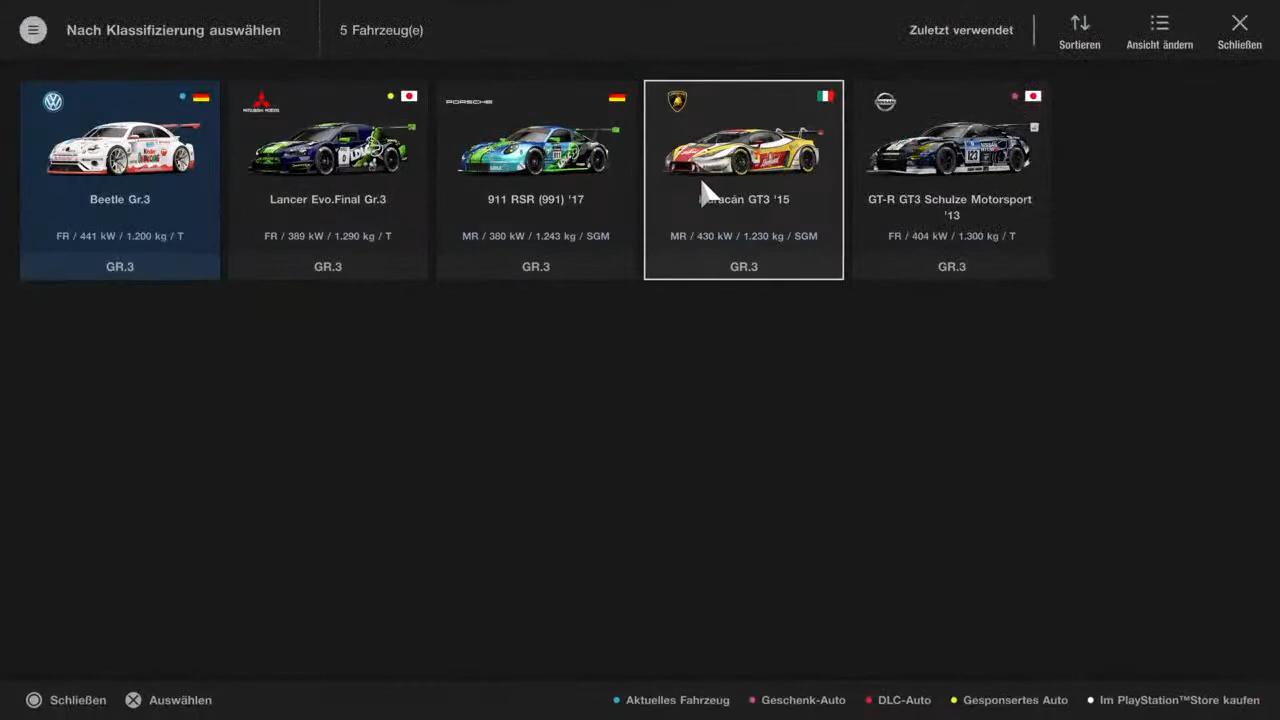 Nach Klassifizierung auswählen
5 Fahrzeug(e)
Zuletzt verwendet
Sortieren
Ansicht ändern
Schließen
Beetle Gr.3
FR / 441 kW / 1.200 kg / T
GR.3
MITSUBISHI MOTORS
Lancer Evo.Final Gr.3
FR / 389 kW / 1.290 kg / T
GR.3
PORSCHE
911 RSR (991) '17
MR / 380 kW / 1.243 kg / SGM
GR.3
GT3 '15
MR / 430 kW / 1.230 kg / SGM
GR.3
NISSAN
123
GT-R GT3 Schulze Motorsport
'13
FR / 404 kW / 1.300 kg / T
GR.3
Schließen
Auswählen
Aktuelles Fahrzeug
Geschenk-Auto
DLC-Auto
Gesponsertes Auto
Im PlayStation™Store kaufen